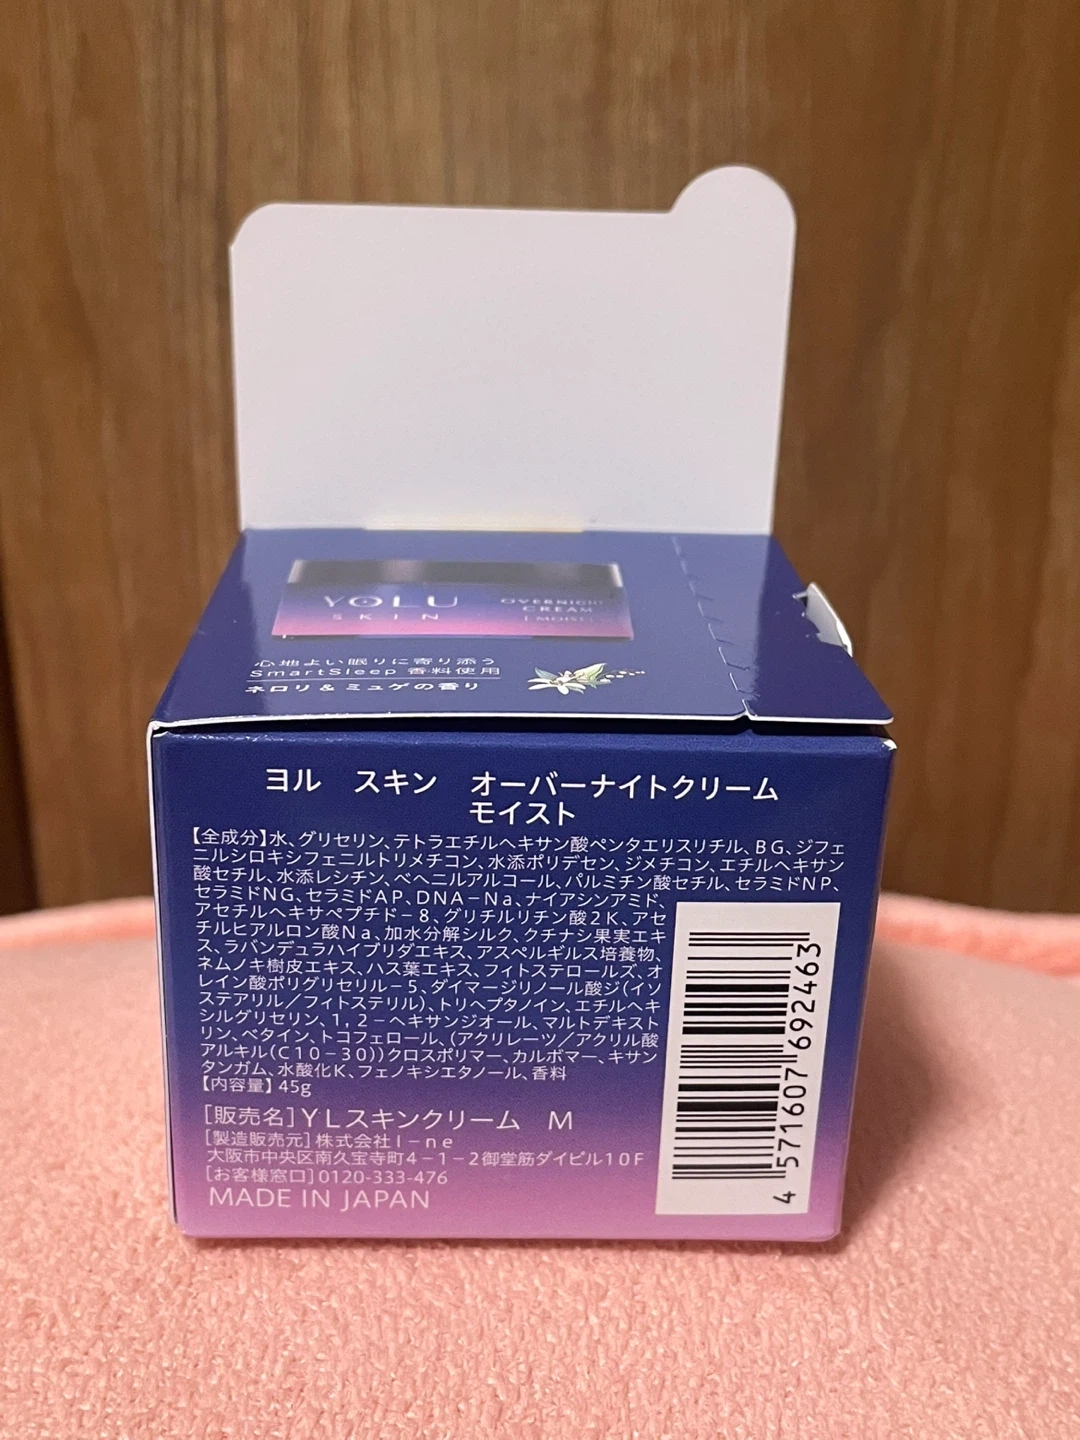 YOLU
SKIN
OVERNIGHT
CREAM
[MOIST]
心地よい眠りに寄り添う
SmartSleep 香料使用
ネロリ&ミュゲの香り
ヨル スキン オーバーナイトクリーム
モイスト
【全成分】水、グリセリン、テトラエチルヘキサン酸ペンタエリスリチル、BG、ジフェ
ニルシロキシフェニルトリメチコン、水添ポリデセン、ジメチコン、エチルヘキサン
酸セチル、水添レシチン、ベヘニルアルコール、パルミチン酸セチル、セラミドNP、
セラミドNG、セラミドAP、DNA-Na、ナイアシンアミド、
アセチルヘキサペプチド-8、グリチルリチン酸2K、アセ
チルヒアルロン酸Na、加水分解シルク、クチナシ果実エキ
ス、ラバンデュラハイブリダエキス、アスペルギルス培養物、
ネムノキ樹皮エキス、ハス葉エキス、フィトステロールズ、オ
レイン酸ポリグリセリル-5、ダイマージリノール酸ジ(イソ
ステアリル/フィトステリル)、トリヘプタノイン、エチルヘキ
シルグリセリン、1,2-ヘキサンジオール、マルトデキスト
リン、ベタイン、トコフェロール、(アクリレーツ/アクリル酸
アルキル(C10-30))クロスポリマー、カルボマー、キサン
タンガム、水酸化K、フェノキシエタノール、香料
【内容量】45g
[販売名]YLスキンクリーム M
[製造販売元]株式会社I-ne
大阪市中央区南久宝寺町4-1-2御堂筋ダイビル10F
[お客様窓口]0120-333-476
MADE IN JAPAN
4 571607 692463